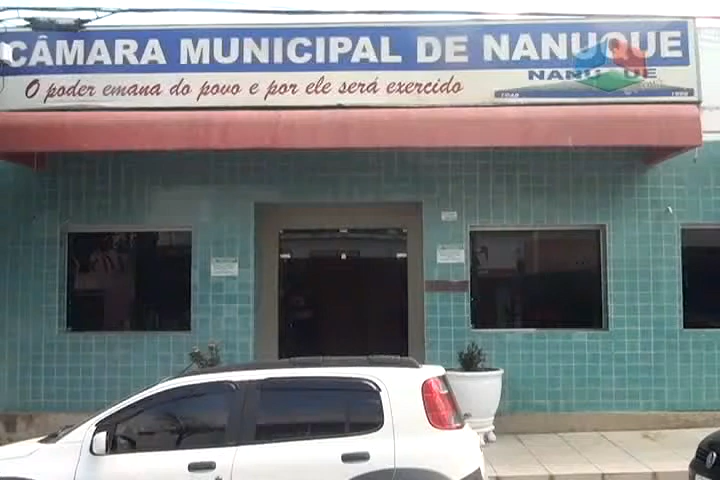 CÂMARA MUNICIPAL DE NANUQUE
O poder emana do povo e por ele será exercido
NANUQUE